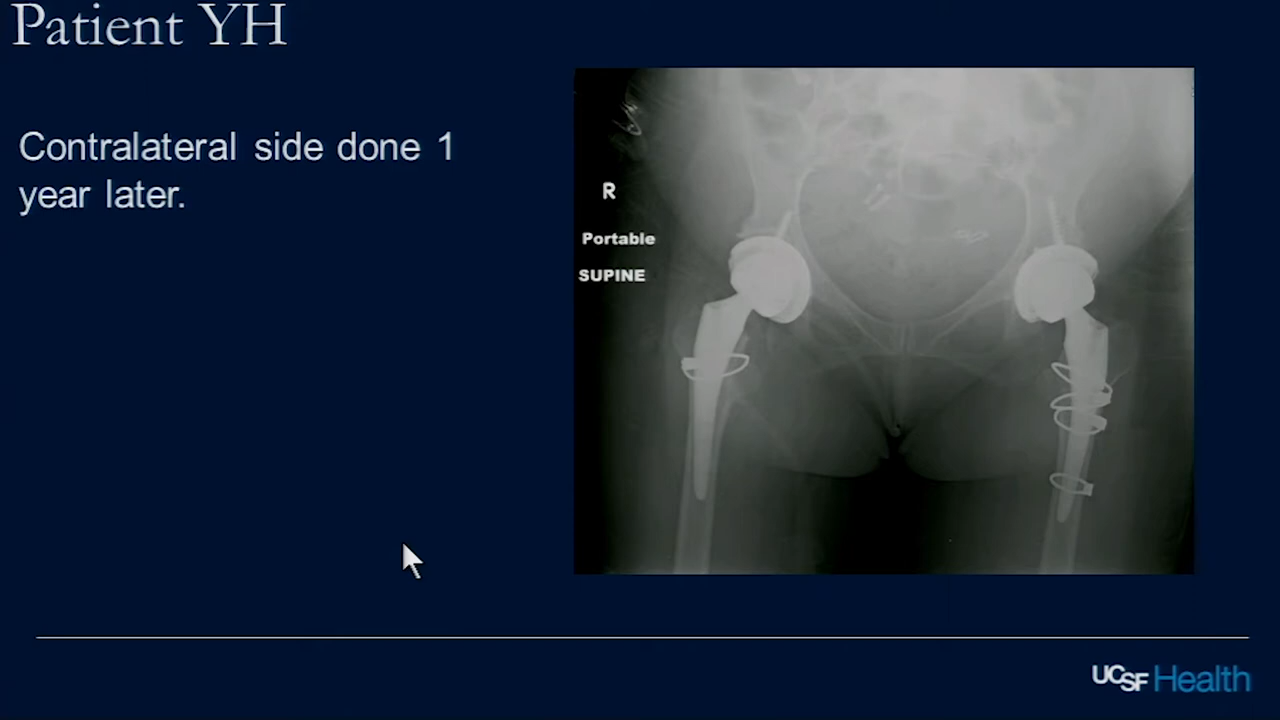 Patient YH
Contralateral side done 1
year later.
R
Portable
SUPINE
UCSF Health